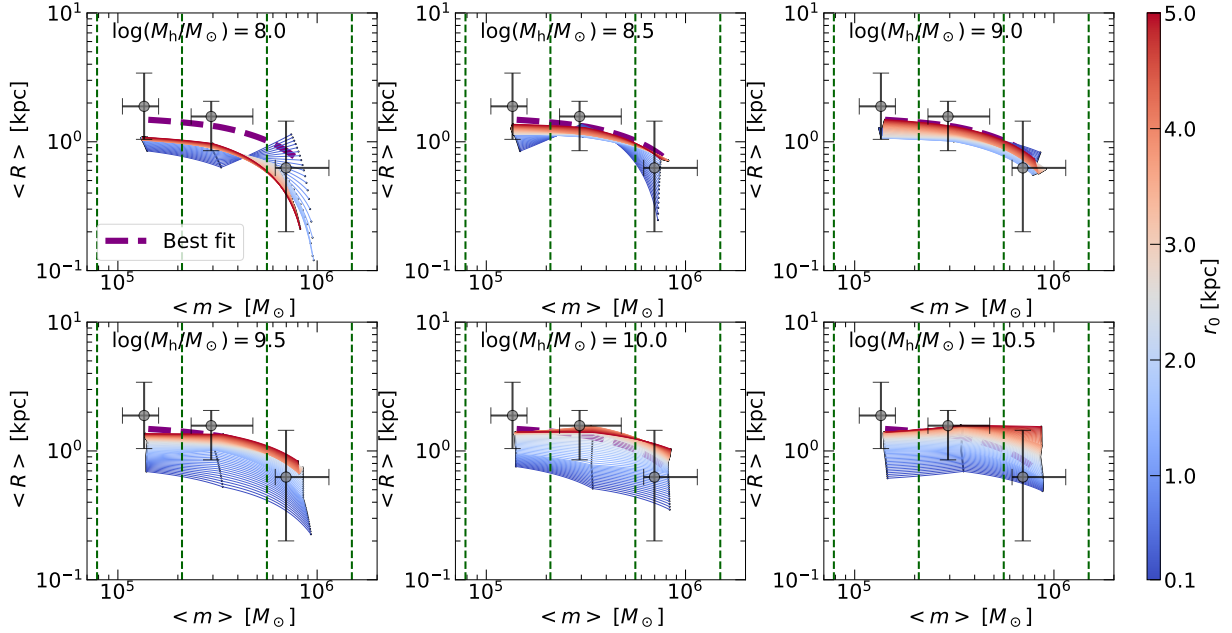 log(M_h/M_⊙) = 8.0
log(M_h/M_⊙) = 8.5
log(M_h/M_⊙) = 9.0
10^1
10^0
10^{-1}
< R > [kpc]
Best fit
10^5
10^6
< m > [M_⊙]
10^1
10^0
10^{-1}
< R > [kpc]
10^5
10^6
< m > [M_⊙]
10^1
10^0
10^{-1}
< R > [kpc]
10^5
10^6
< m > [M_⊙]
log(M_h/M_⊙) = 9.5
log(M_h/M_⊙) = 10.0
log(M_h/M_⊙) = 10.5
10^1
10^0
10^{-1}
< R > [kpc]
10^5
10^6
< m > [M_⊙]
10^1
10^0
10^{-1}
< R > [kpc]
10^5
10^6
< m > [M_⊙]
10^1
10^0
10^{-1}
< R > [kpc]
10^5
10^6
< m > [M_⊙]
5.0
4.0
3.0
2.0
1.0
0.1
r_0 [kpc]